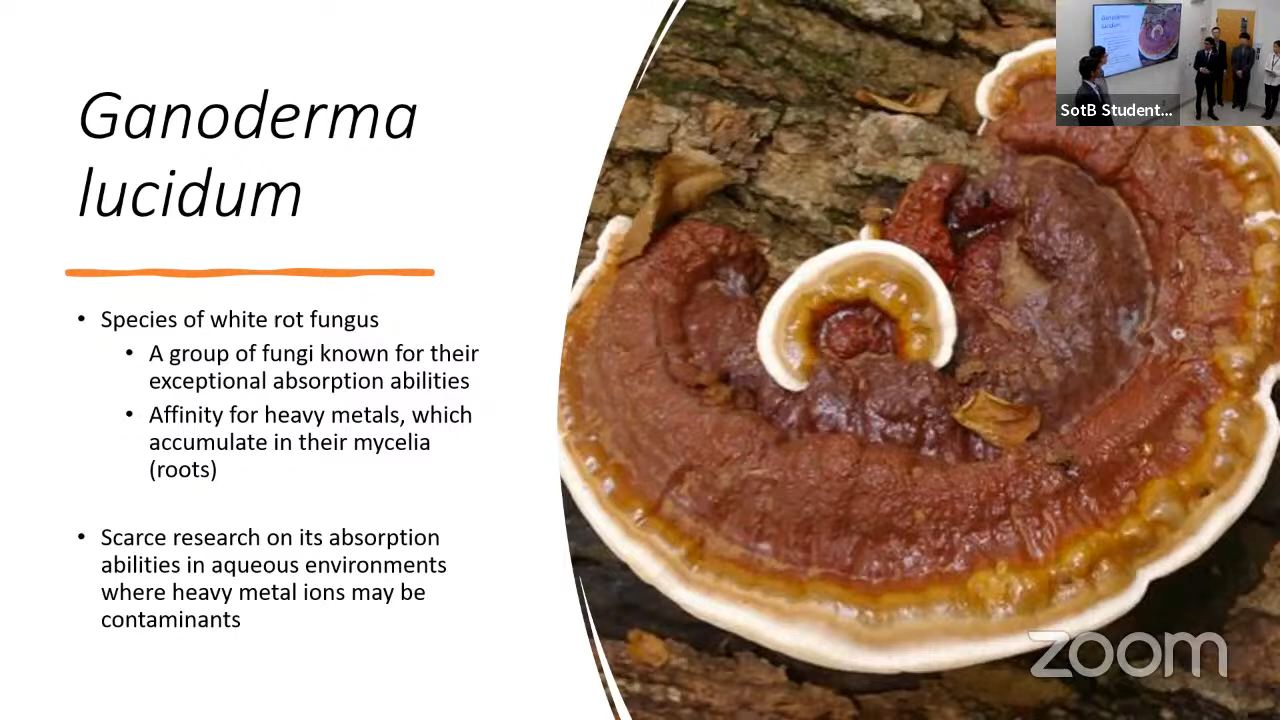 Ganoderma
lucidum
• Species of white rot fungus
• A group of fungi known for their
exceptional absorption abilities
• Affinity for heavy metals, which
accumulate in their mycelia
(roots)
• Scarce research on its absorption
abilities in aqueous environments
where heavy metal ions may be
contaminants
Ganoderma
lucidum
SotB Student...
zoom